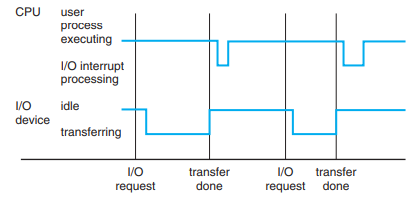 CPU
user
process
executing
I/O interrupt
processing
I/O
device
idle
transferring
I/O
request
transfer
done
I/O
request
transfer
done